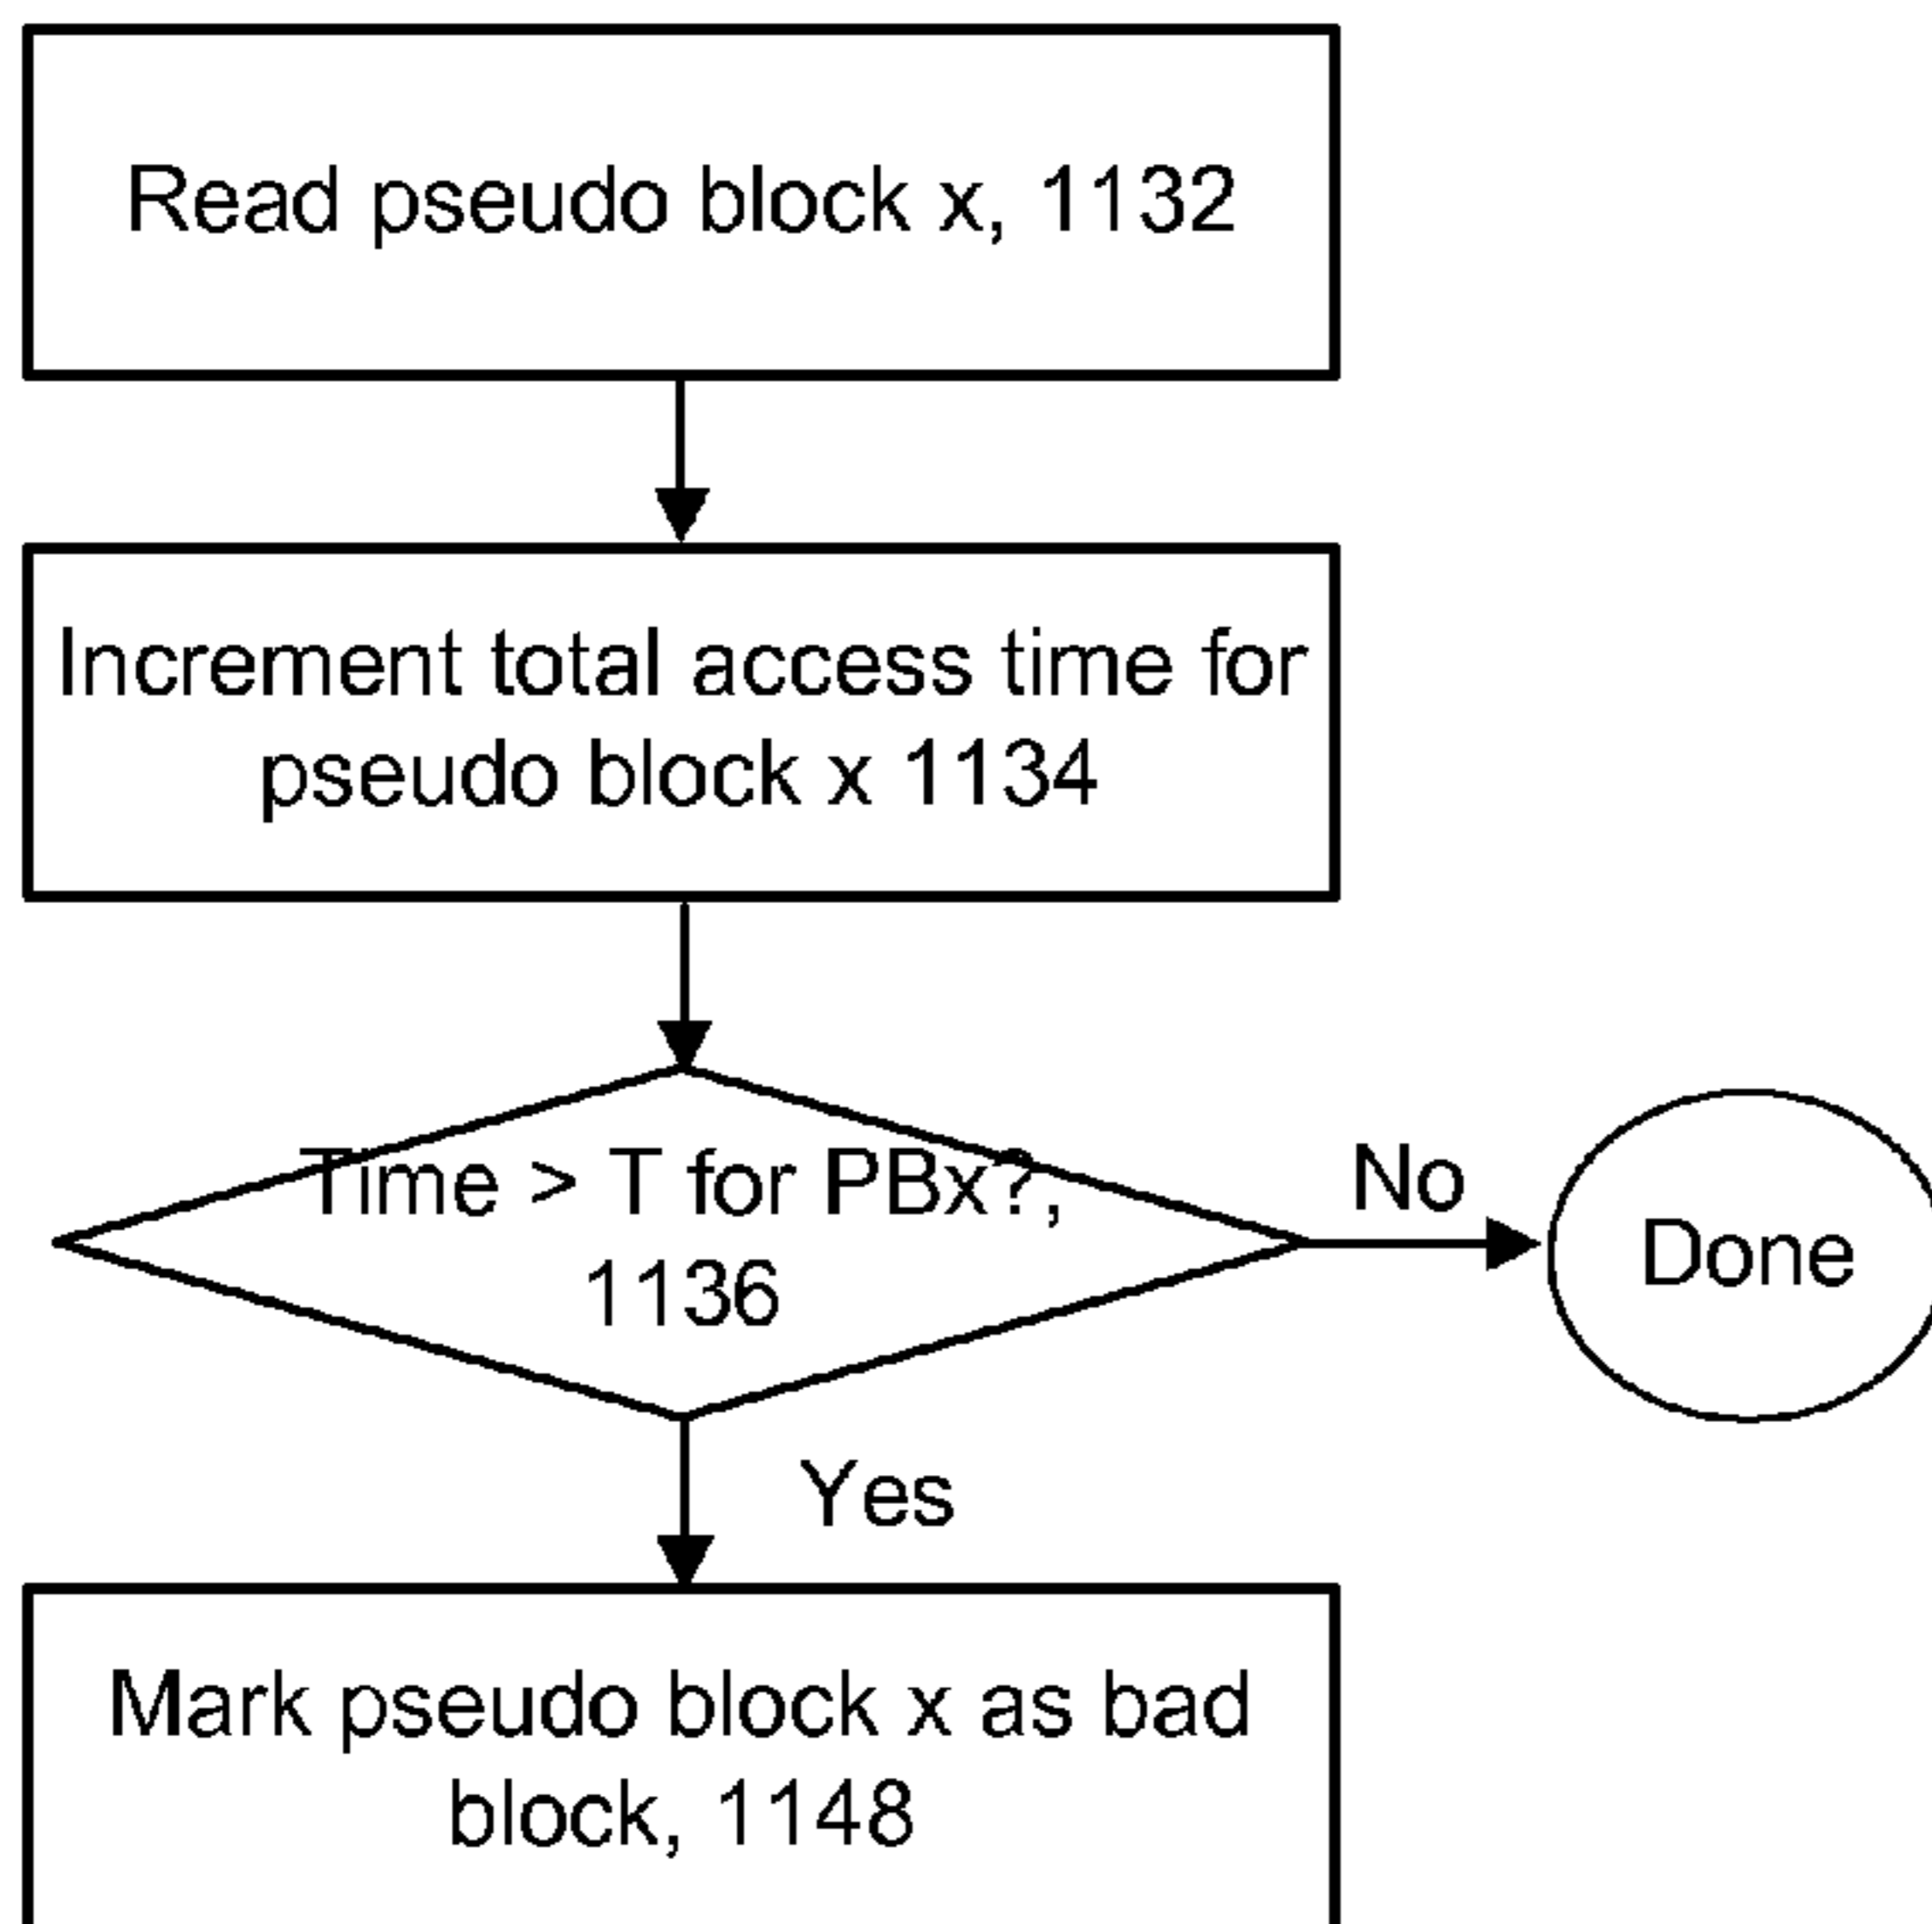 Read pseudo block x, 1132
Increment total access time for
pseudo block x 1134
Time > T for PBx?,
1136
No
Done
Yes
Mark pseudo block x as bad
block, 1148